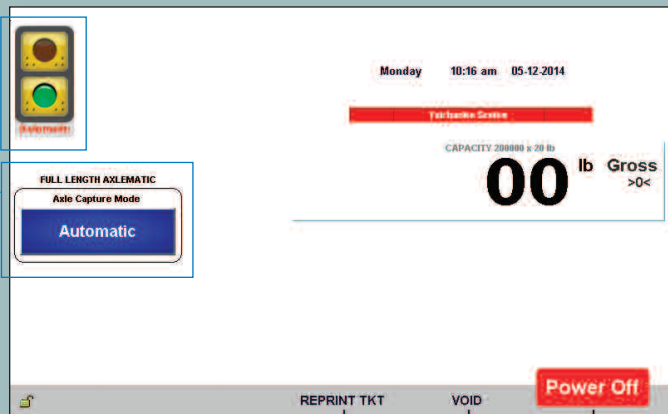 Monday 10:16 am 05-12-2014
Automatic
Fairbanks Scales
CAPACITY 200000 x 20 lb
00 lb Gross
>0<
FULL LENGTH AXLEMATIC
Axle Capture Mode
Automatic
REPRINT TKT VOID Power Off